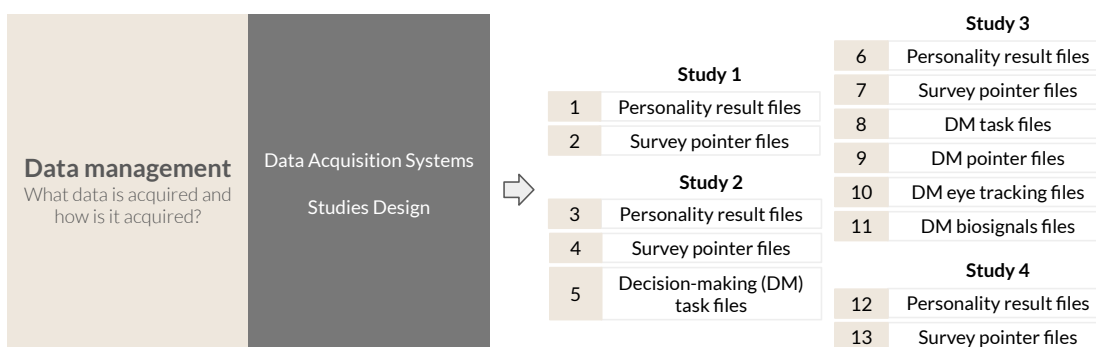 Data management
What data is acquired and
how is it acquired?
Data Acquisition Systems
Studies Design
Study 1
1 Personality result files
2 Survey pointer files
Study 2
3 Personality result files
4 Survey pointer files
5 Decision-making (DM)
task files
Study 3
6 Personality result files
7 Survey pointer files
8 DM task files
9 DM pointer files
10 DM eye tracking files
11 DM biosignals files
Study 4
12 Personality result files
13 Survey pointer files